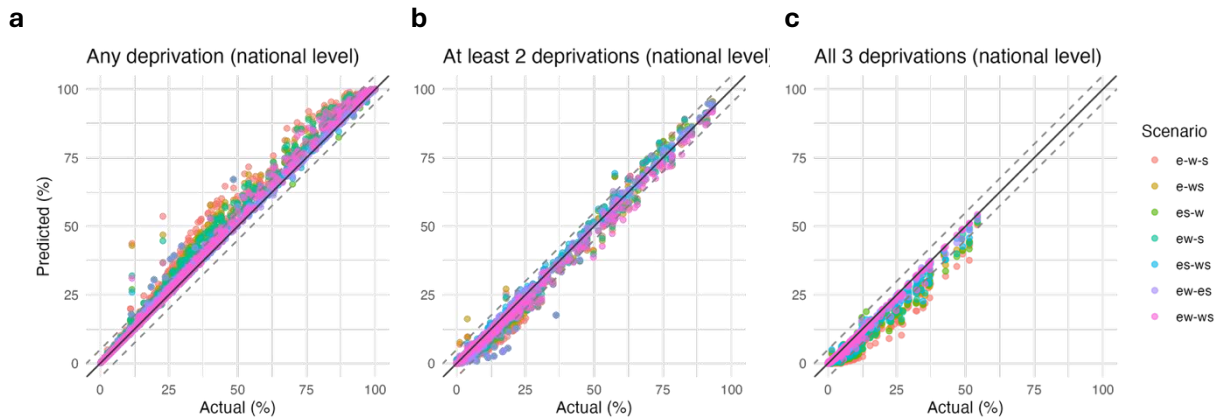 a
b
c
Any deprivation (national level)
At least 2 deprivations (national level)
All 3 deprivations (national level)
Predicted (%)
100
75
50
25
0
0 25 50 75 100
Actual (%)
100
75
50
25
0
0 25 50 75 100
Actual (%)
100
75
50
25
0
0 25 50 75 100
Actual (%)
Scenario
e-w-s
e-ws
es-w
ew-s
es-ws
ew-es
ew-ws